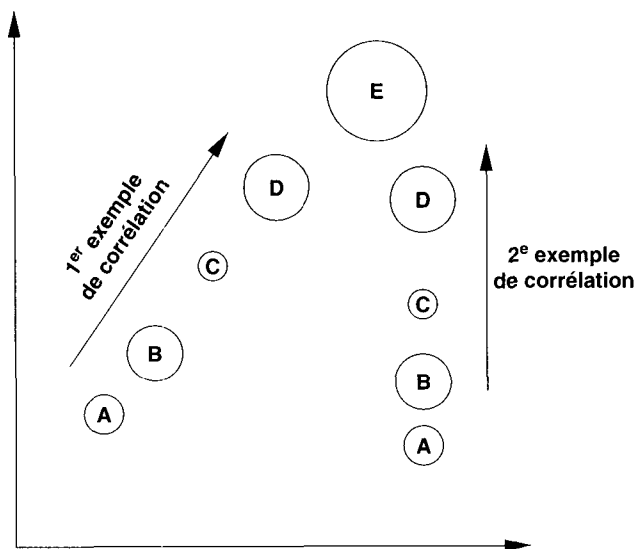 E
D
D
1er exemple
de corrélation
C
2e exemple
de corrélation
C
B
B
A
A